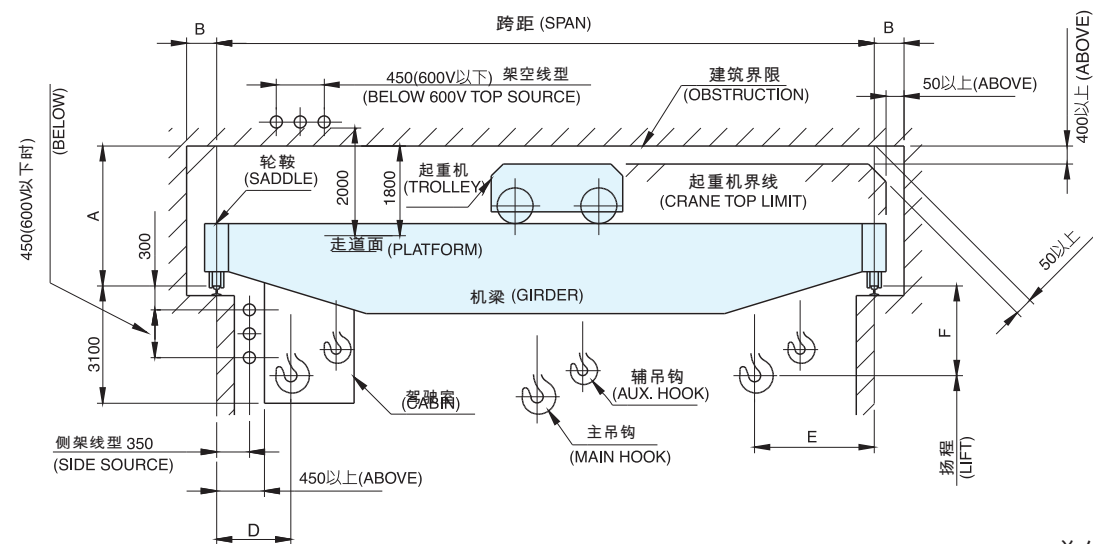 B
跨距 (SPAN)
B
450(600V以下) 架空线型
(BELOW 600V TOP SOURCE)
建筑界限
(OBSTRUCTION)
50以上(ABOVE)
400以上 (ABOVE)
450(600V以下时)
(BELOW)
轮鞍
(SADDLE)
2000
1800
起重机
(TROLLEY)
起重机界线
(CRANE TOP LIMIT)
A
300
走道面 (PLATFORM)
50以上
机梁 (GIRDER)
3100
F
驾驶室
(CABIN)
辅吊钩
(AUX. HOOK)
主吊钩
(MAIN HOOK)
E
扬程
(LIFT)
侧架线型 350
(SIDE SOURCE)
450以上(ABOVE)
D